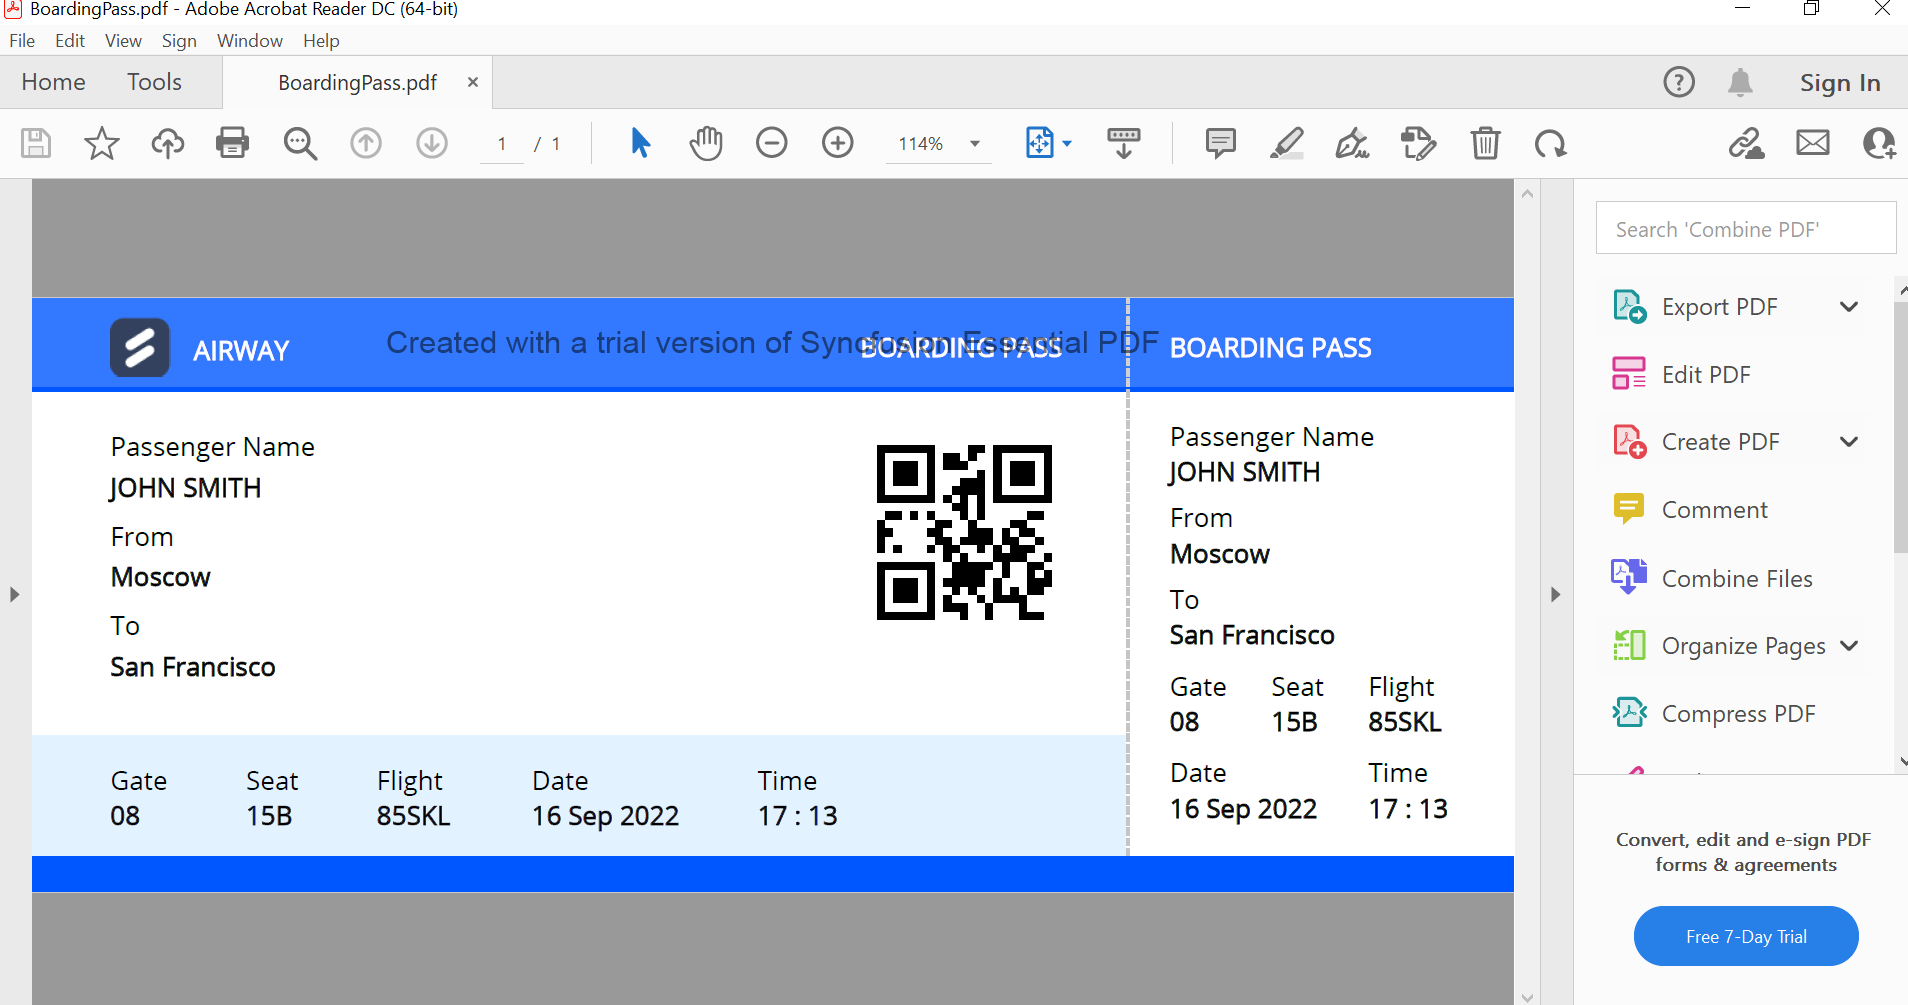 BoardingPass.pdf - Adobe Acrobat Reader DC (64-bit)
File Edit View Sign Window Help
Home Tools BoardingPass.pdf × ? Sign In
1 / 1 114%
AIRWAY
Created with a trial version of Syncfusion Essential PDF
BOARDING PASS
BOARDING PASS
Passenger Name
JOHN SMITH
From
Moscow
To
San Francisco
Gate Seat Flight Date Time
08 15B 85SKL 16 Sep 2022 17 : 13
Passenger Name
JOHN SMITH
From
Moscow
To
San Francisco
Gate Seat Flight
08 15B 85SKL
Date Time
16 Sep 2022 17 : 13
Search 'Combine PDF'
Export PDF
Edit PDF
Create PDF
Comment
Combine Files
Organize Pages
Compress PDF
Convert, edit and e-sign PDF
forms & agreements
Free 7-Day Trial